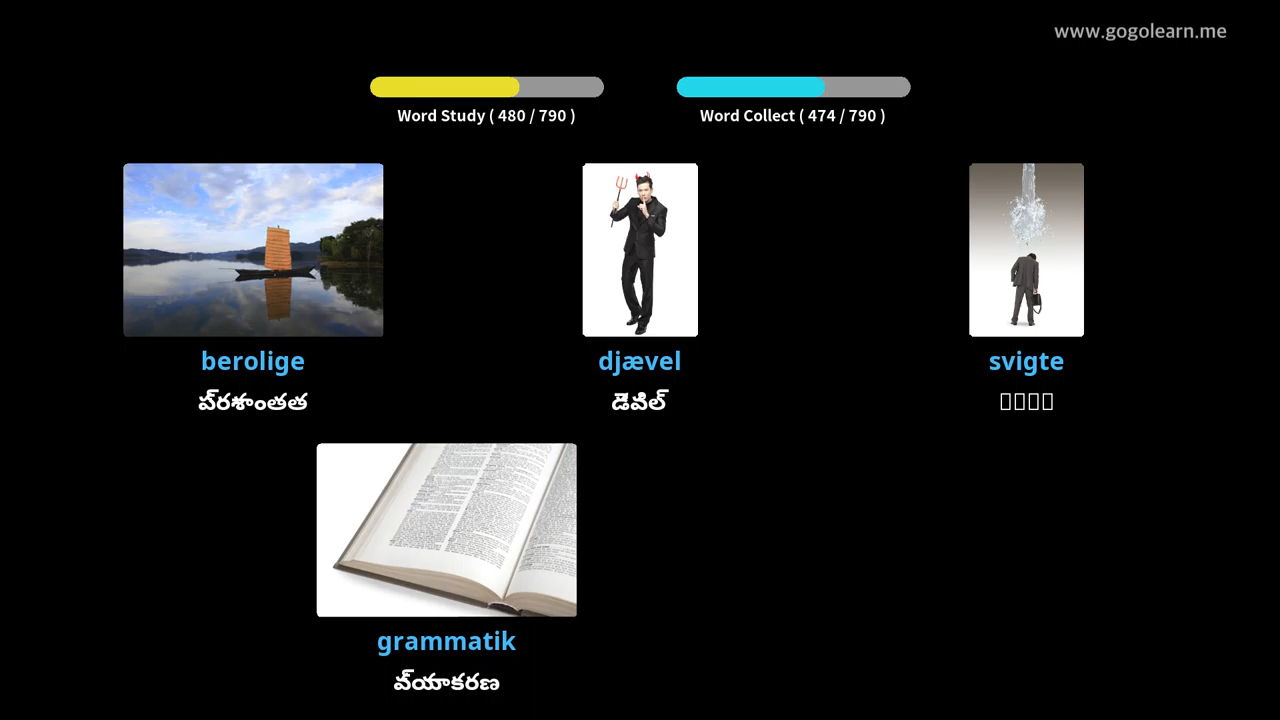 www.gogolearn.me
Word Study ( 480 / 790 )
Word Collect ( 474 / 790 )
berolige
ప్రశాంతత
djævel
డెవిల్
svigte
grammatik
వ్యాకరణ